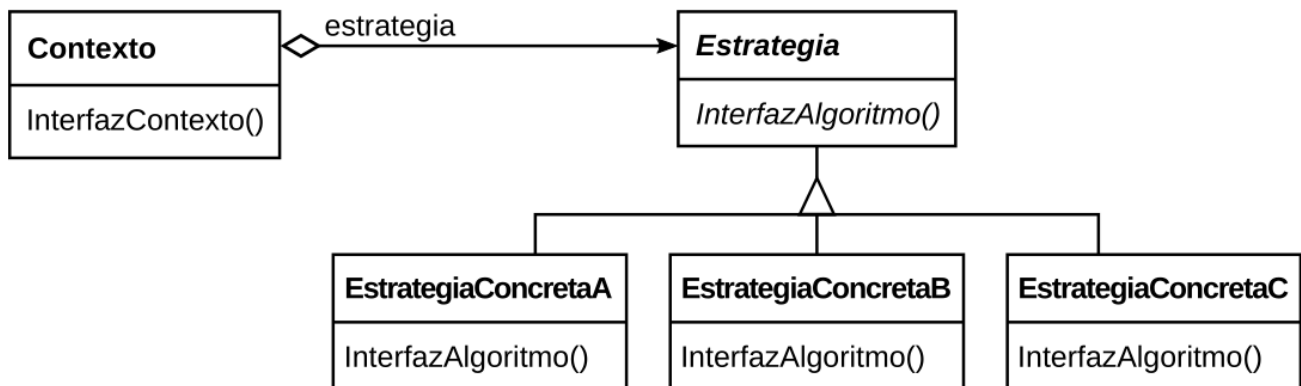 Contexto
InterfazContexto()
estrategia
Estrategia
InterfazAlgoritmo()
EstrategiaConcretaA
InterfazAlgoritmo()
EstrategiaConcretaB
InterfazAlgoritmo()
EstrategiaConcretaC
InterfazAlgoritmo()